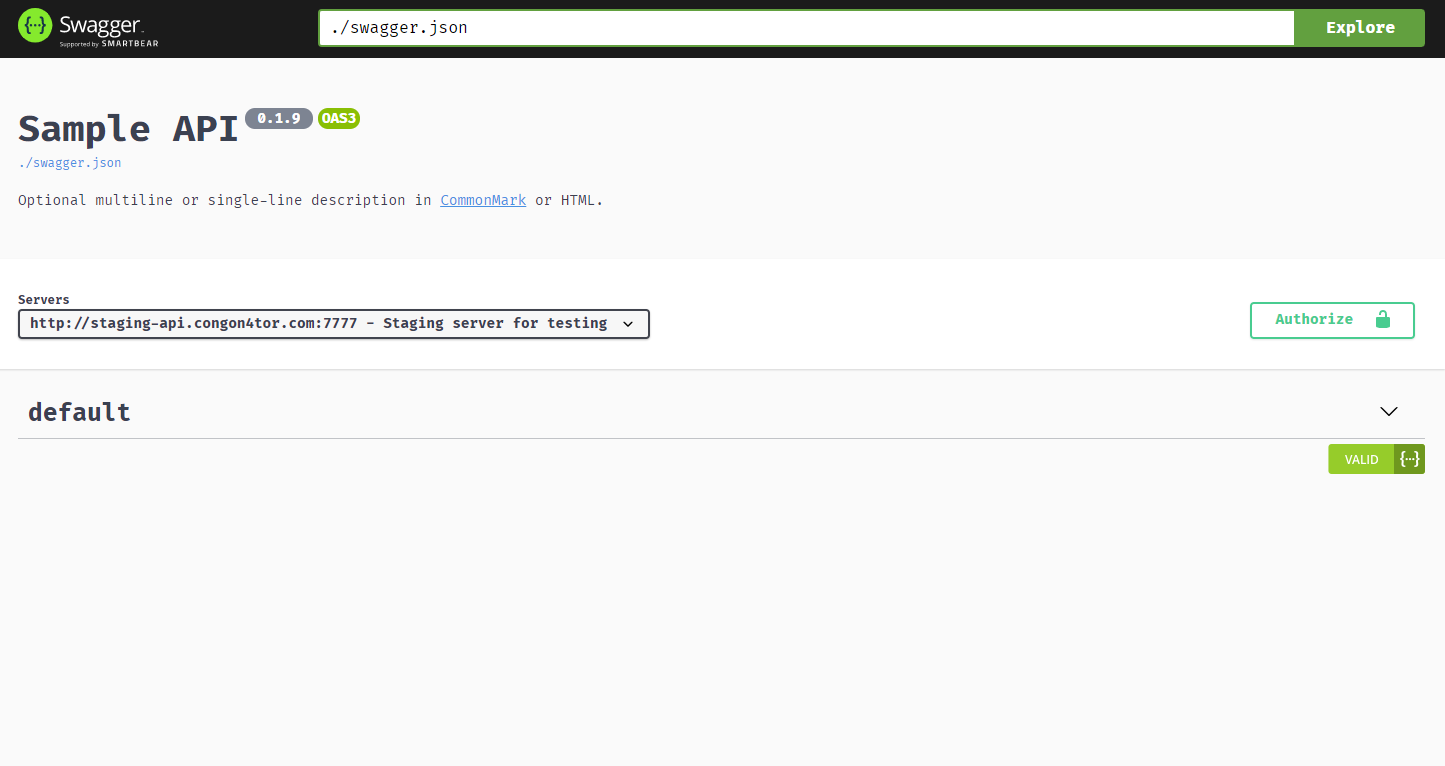 {···} Swagger™
Supported by SMARTBEAR
./swagger.json
Explore
Sample API 0.1.9 OAS3
./swagger.json
Optional multiline or single-line description in CommonMark or HTML.
Servers
http://staging-api.congon4tor.com:7777 - Staging server for testing
Authorize
default
VALID {···}